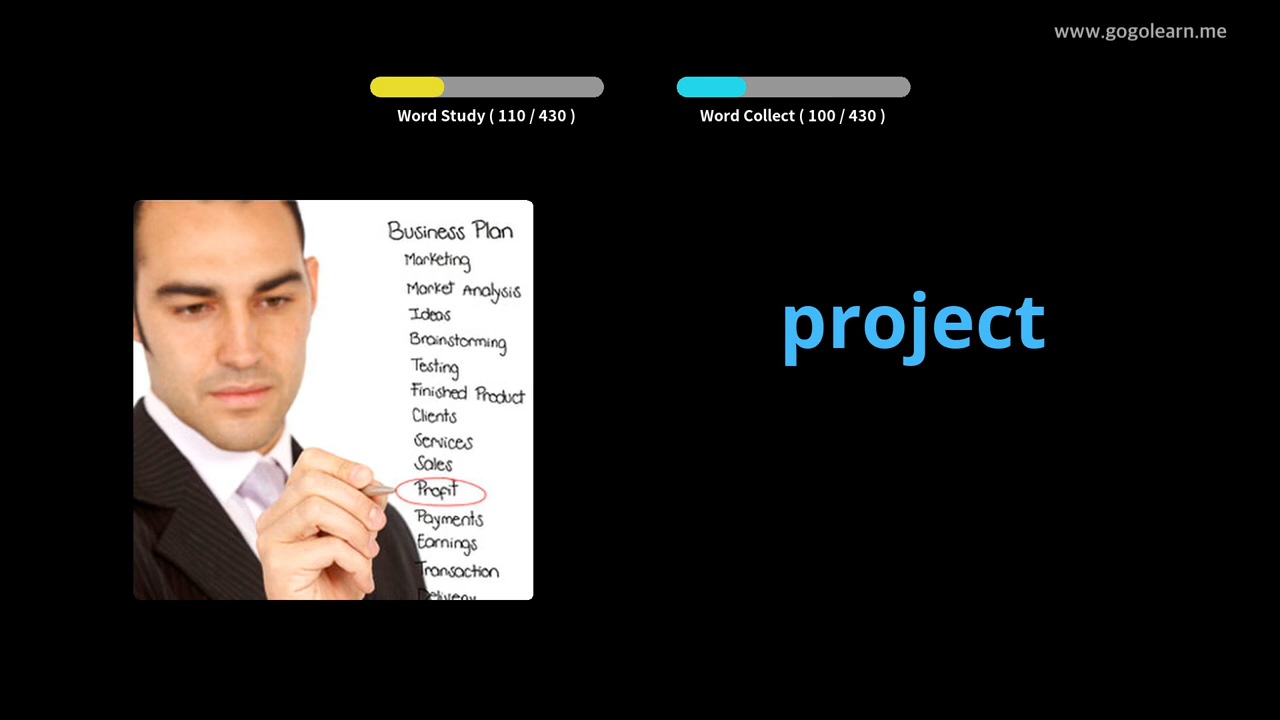 www.gogolearn.me
Word Study ( 110 / 430 )
Word Collect ( 100 / 430 )
Business Plan
Marketing
Market Analysis
Ideas
Brainstorming
Testing
Finished Product
Clients
Services
Sales
Profit
Payments
Earnings
Transaction
Delivery
project